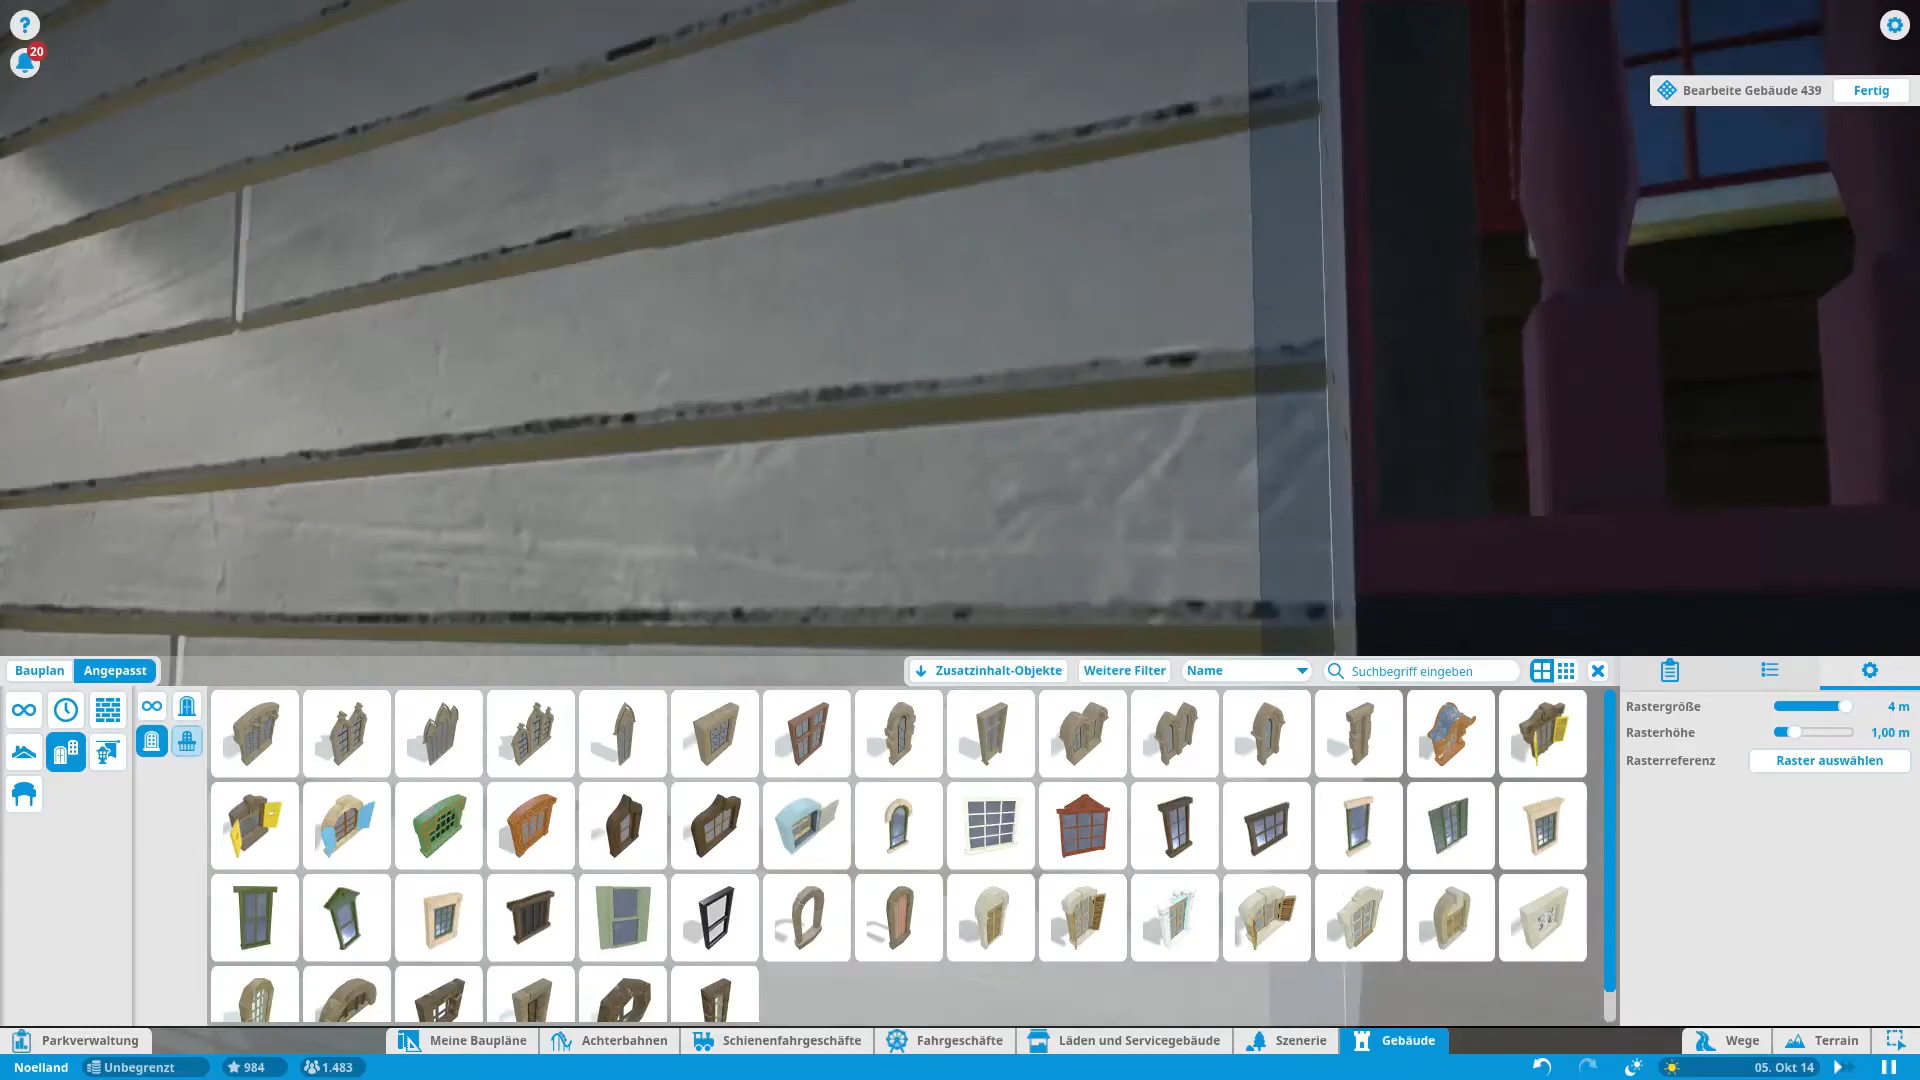 ?
20
Bearbeite Gebäude 439
Fertig
Bauplan
Angepasst
Zusatzinhalt-Objekte
Weitere Filter
Name
Suchbegriff eingeben
Rastergröße
4 m
Rasterhöhe
1,00 m
Rasterreferenz
Raster auswählen
Parkverwaltung
Meine Baupläne
Achterbahnen
Schienenfahrgeschäfte
Fahrgeschäfte
Läden und Servicegebäude
Szenerie
Gebäude
Wege
Terrain
Noelland
Unbegrenzt
984
1.483
05. Okt 14